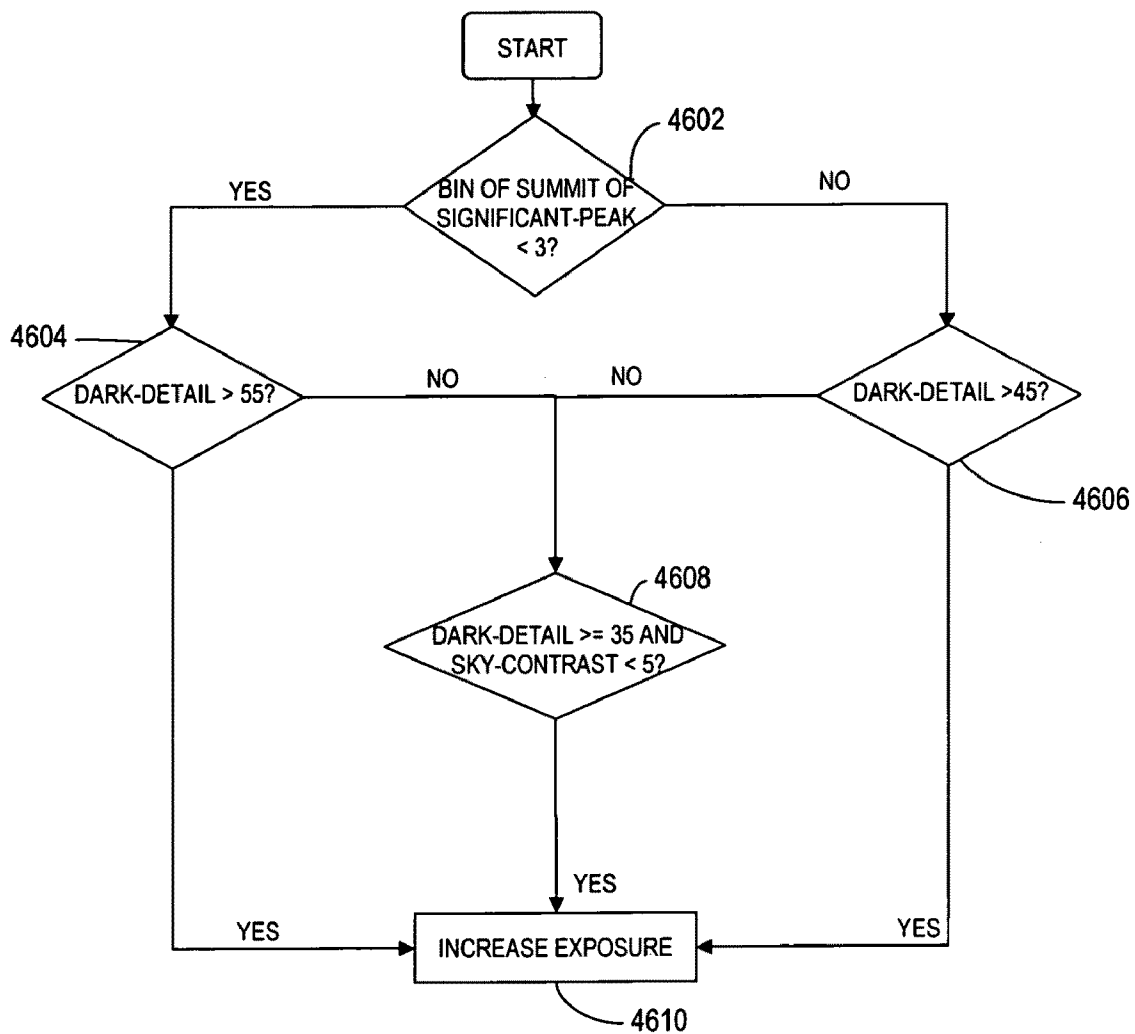 START
4602
YES
NO
BIN OF SUMMIT OF
SIGNIFICANT-PEAK
< 3?
4604
DARK-DETAIL > 55?
NO
NO
DARK-DETAIL >45?
4606
4608
DARK-DETAIL >= 35 AND
SKY-CONTRAST < 5?
YES
YES
YES
INCREASE EXPOSURE
4610